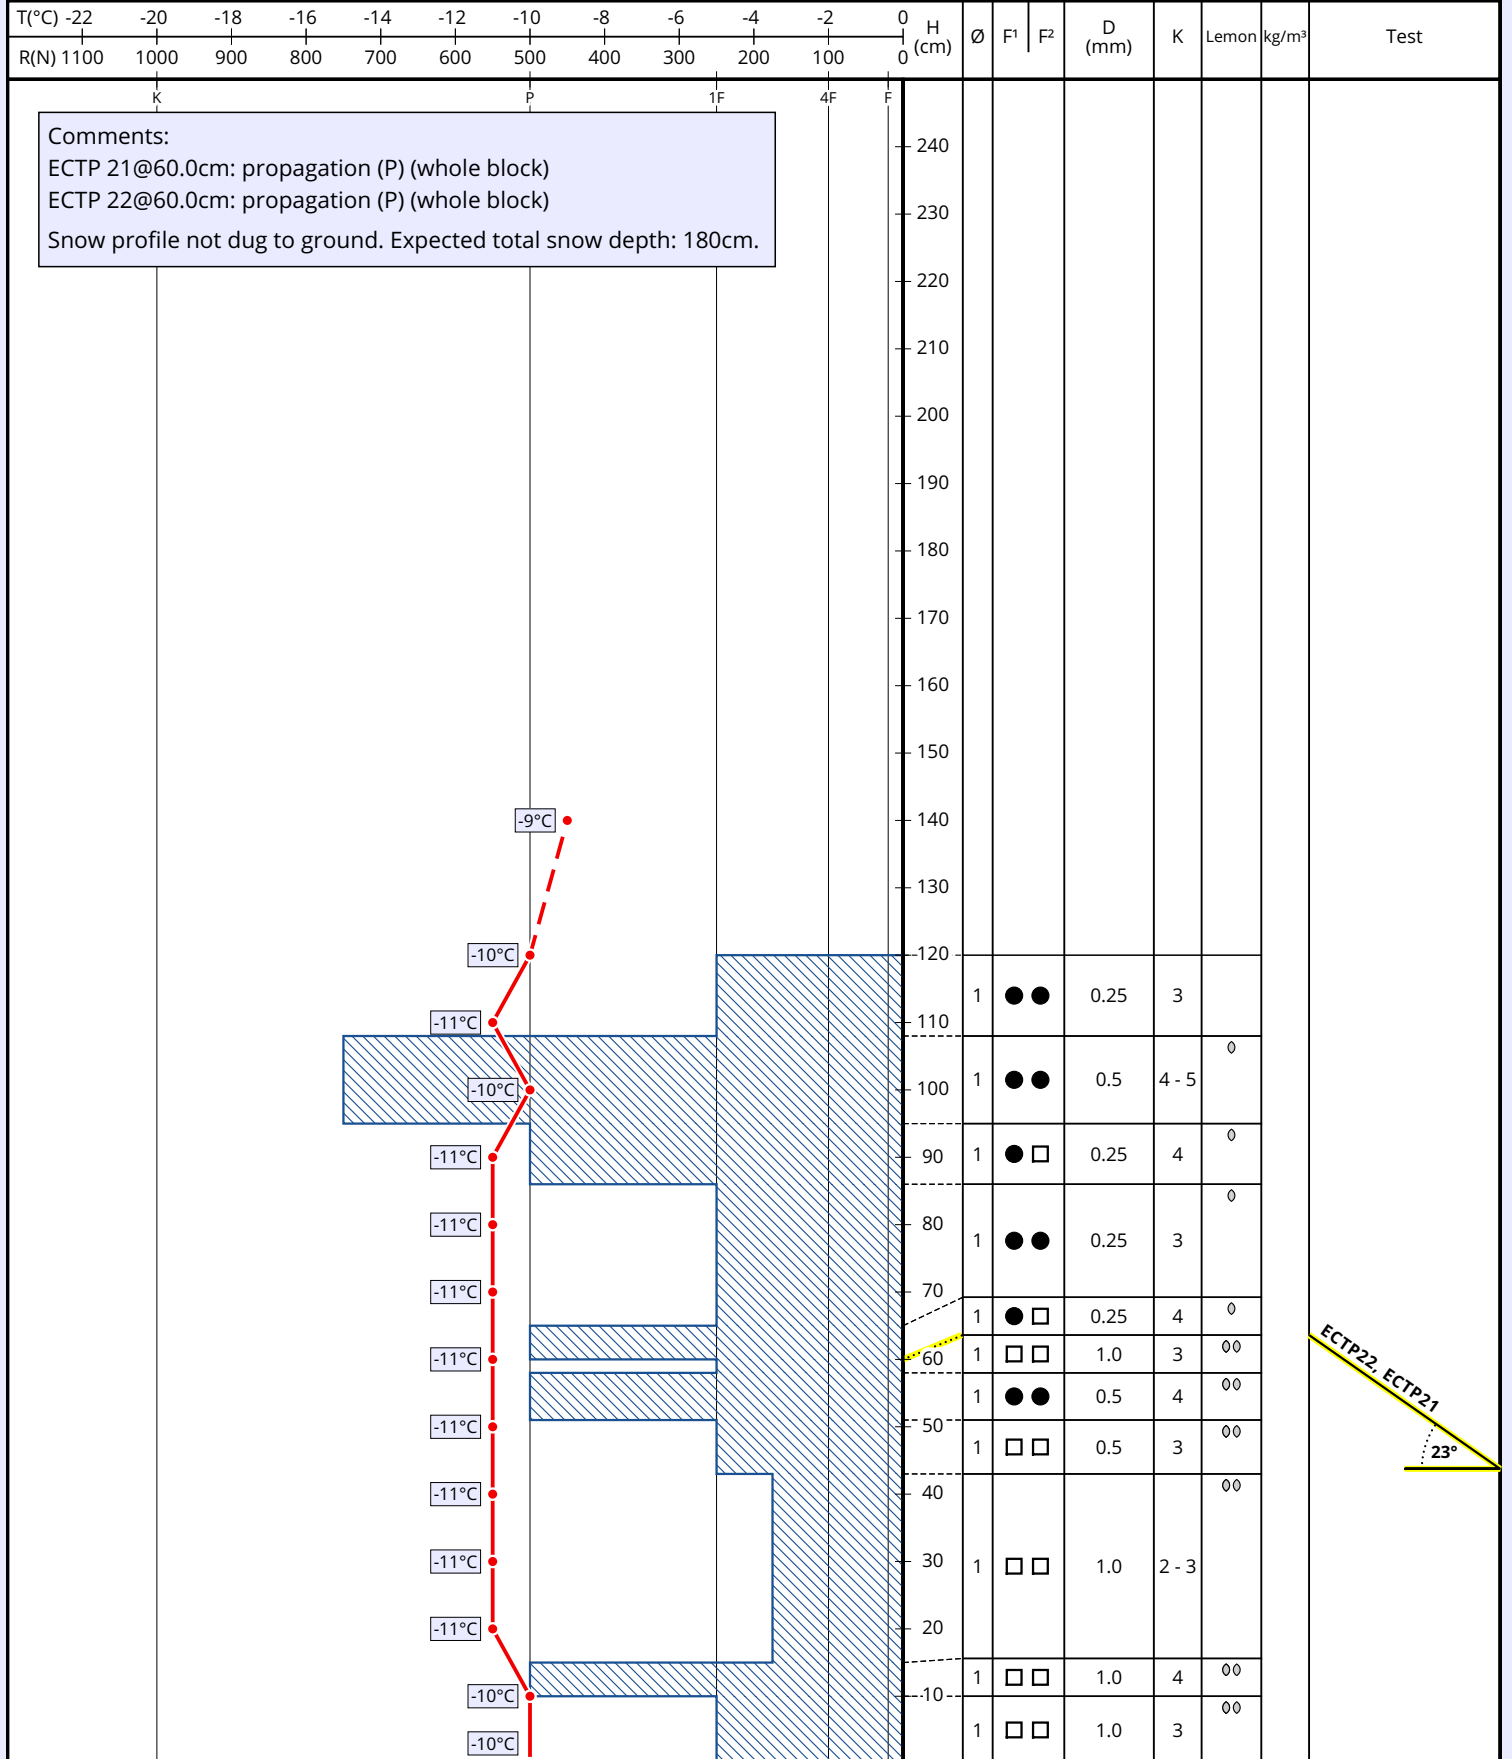 T(°C) -22 -20 -18 -16 -14 -12 -10 -8 -6 -4 -2 0
R(N) 1100 1000 900 800 700 600 500 400 300 200 100 0
H (cm) Ø F¹ F² D (mm) K Lemon kg/m³ Test
K P 1F 4F F
Comments:
ECTP 21@60.0cm: propagation (P) (whole block)
ECTP 22@60.0cm: propagation (P) (whole block)
Snow profile not dug to ground. Expected total snow depth: 180cm.
240
230
220
210
200
190
180
170
160
150
-9°C 140
130
-10°C 120
1 0.25 3
-11°C 110
-10°C 100 1 0.5 4 - 5
-11°C 90 1 0.25 4
-11°C 80
1 0.25 3
-11°C 70
1 0.25 4
-11°C 60 1 1.0 3
ECTP22, ECTP21
1 0.5 4
-11°C 50
1 0.5 3
23°
-11°C 40
-11°C 30 1 1.0 2 - 3
-11°C 20
1 1.0 4
-10°C 10
1 1.0 3
-10°C